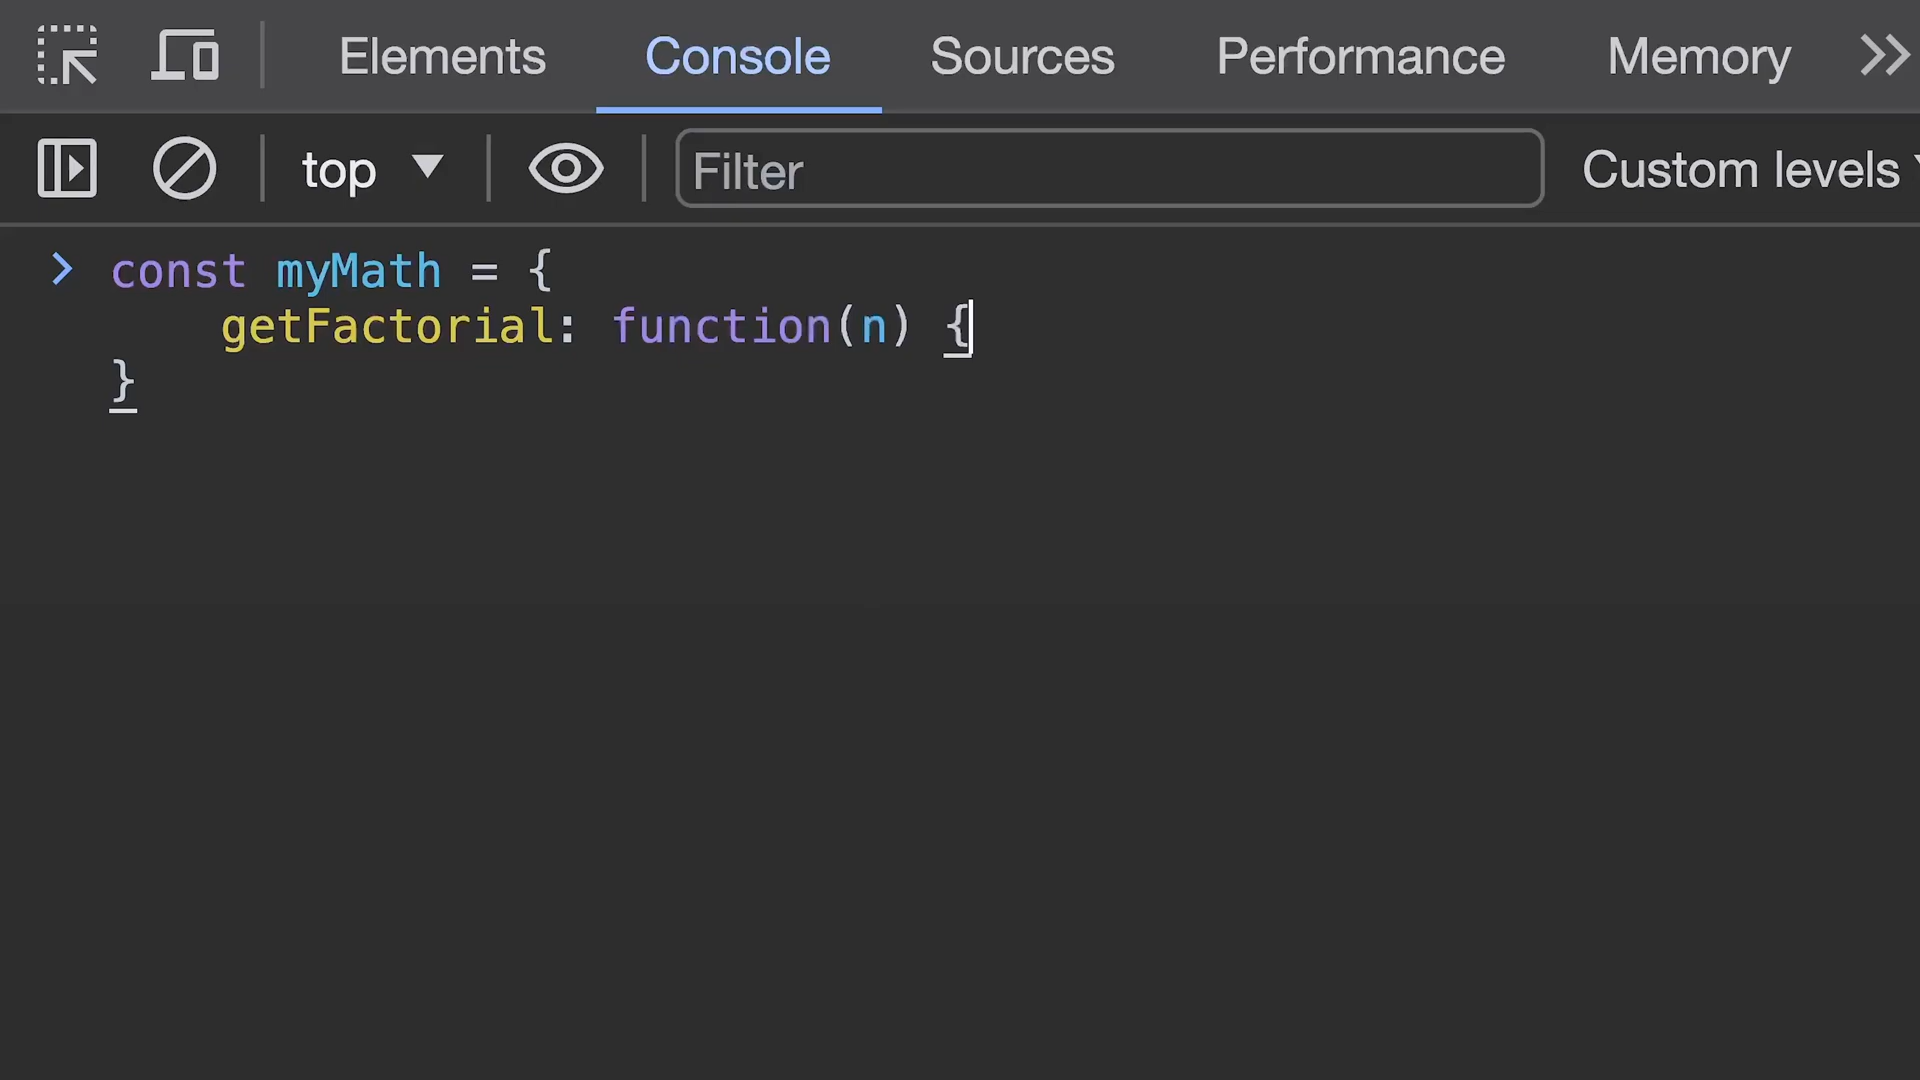 Elements Console Sources Performance Memory
top Filter Custom levels
const myMath = {
    getFactorial: function(n) {
}